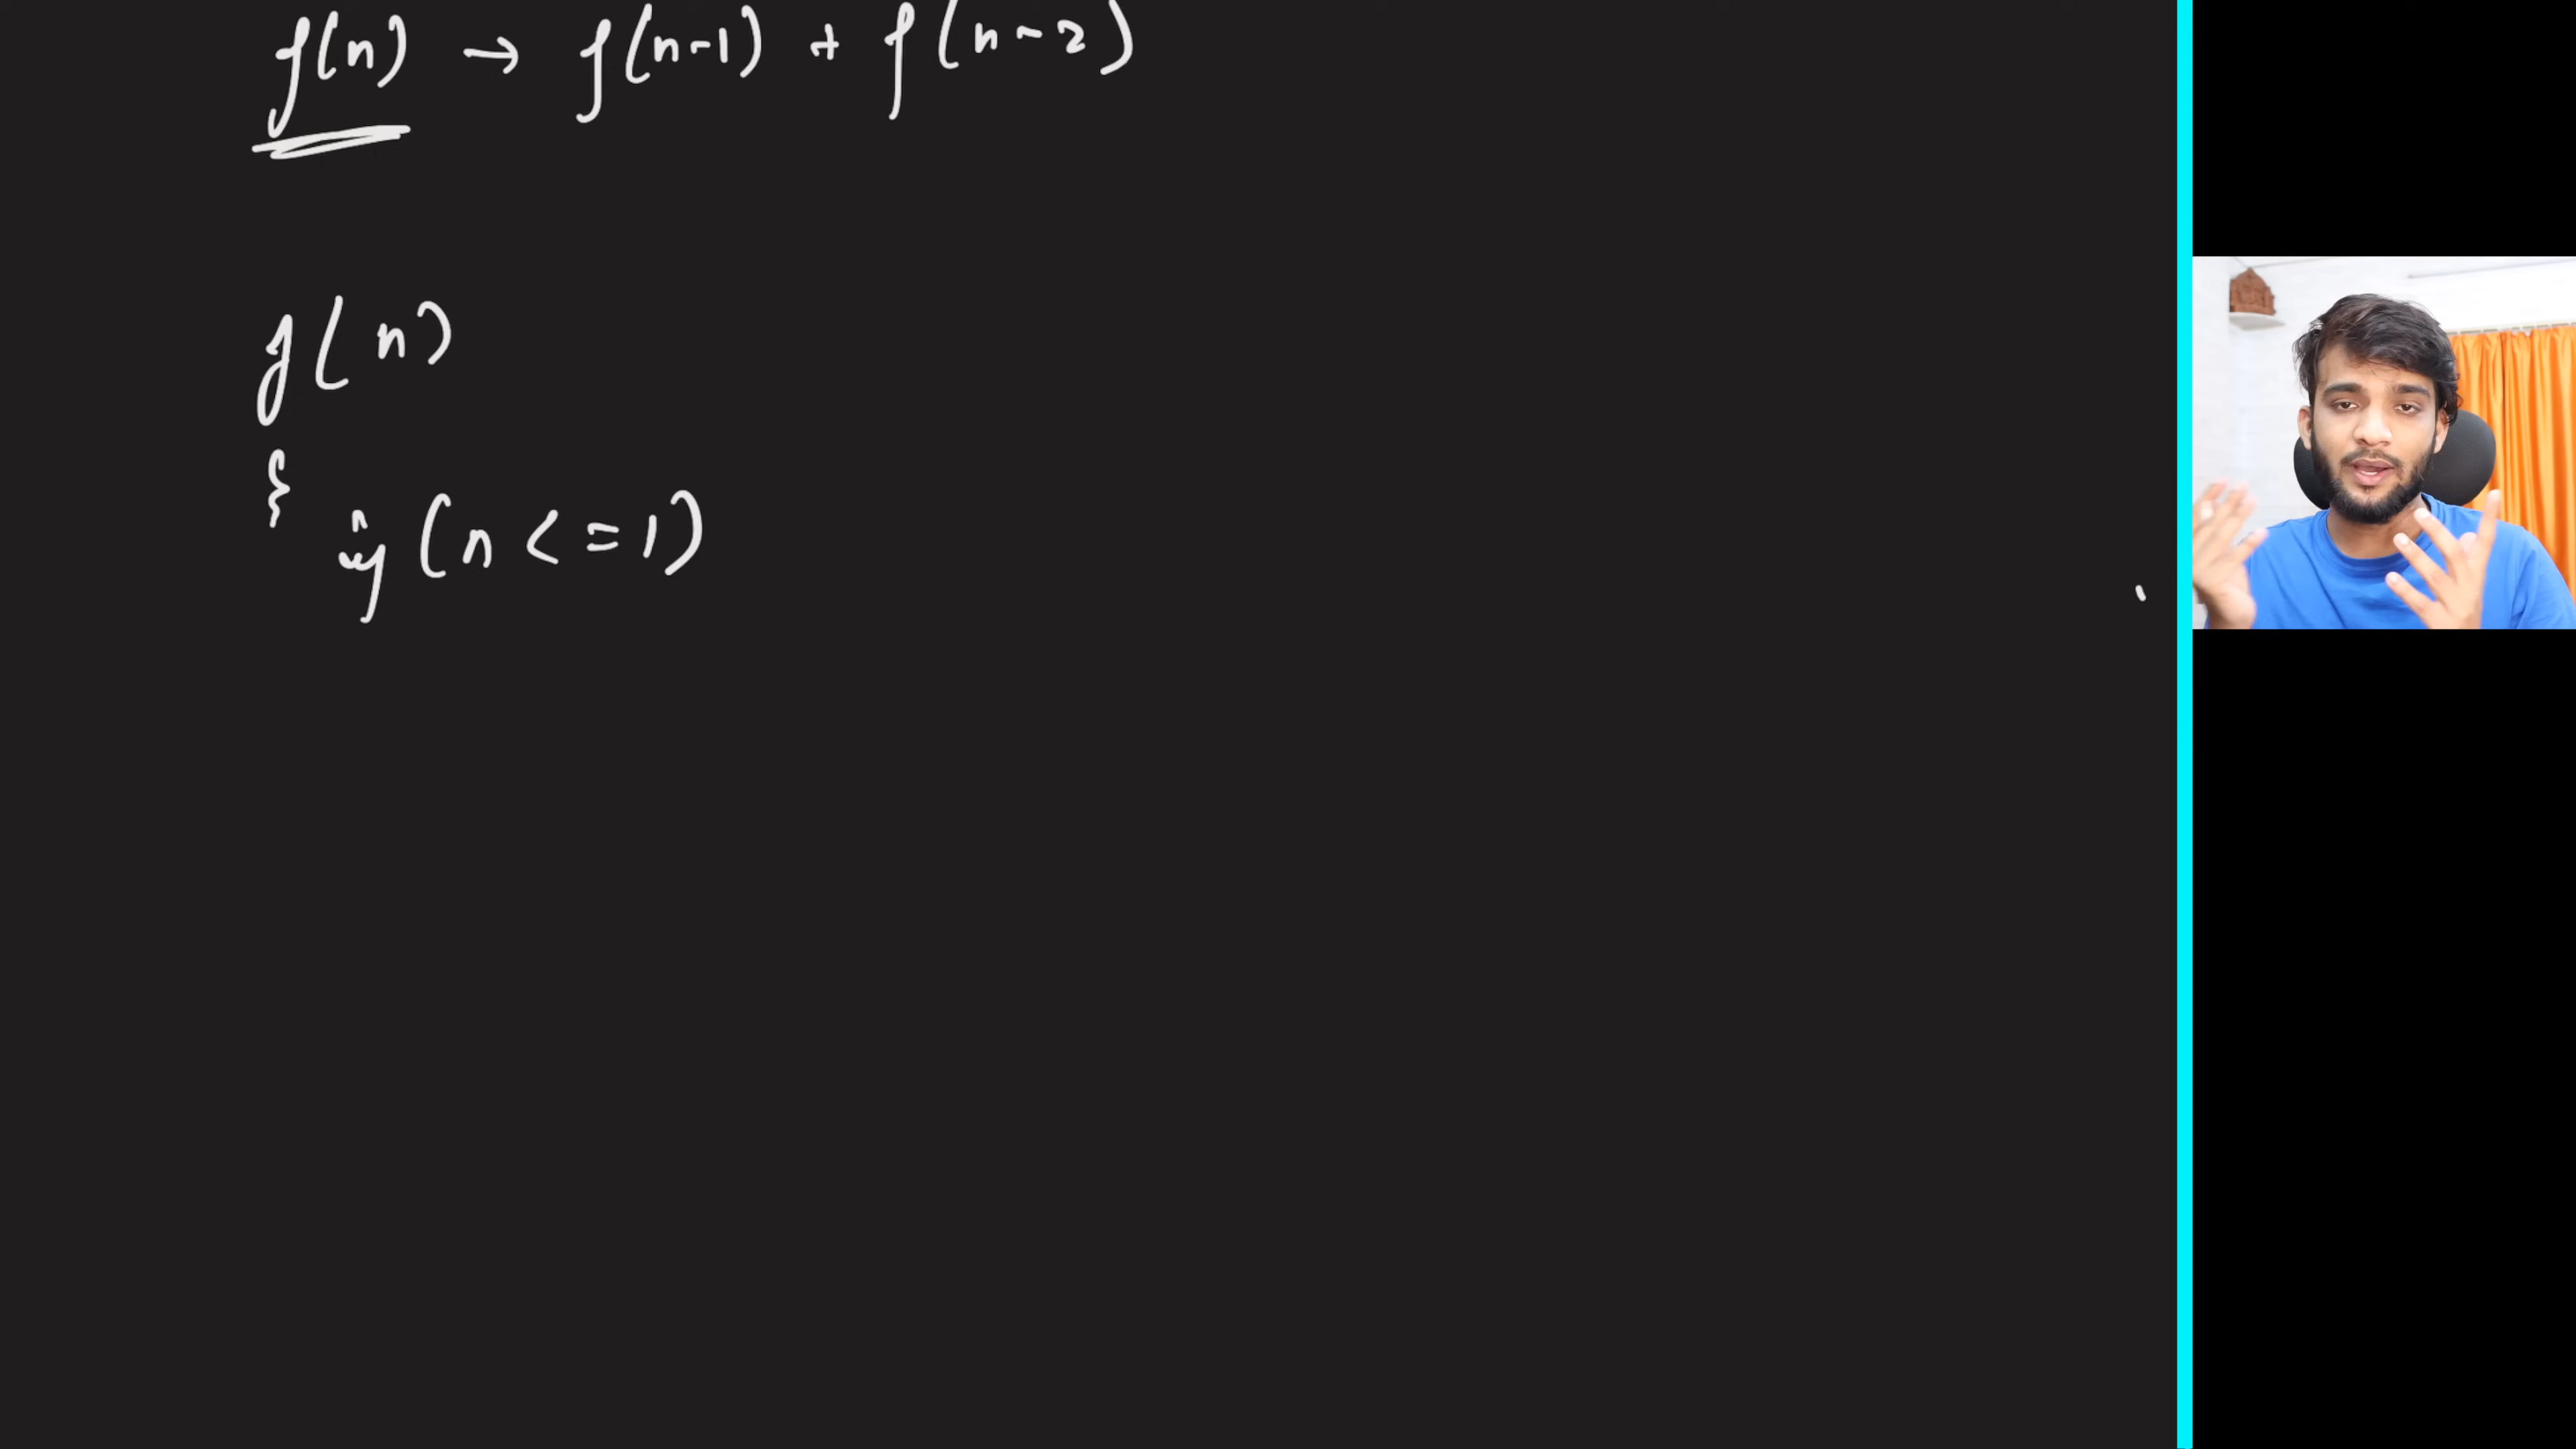 f(n) → f(n-1) + f(n-2)
f(n)
{
if (n <= 1)